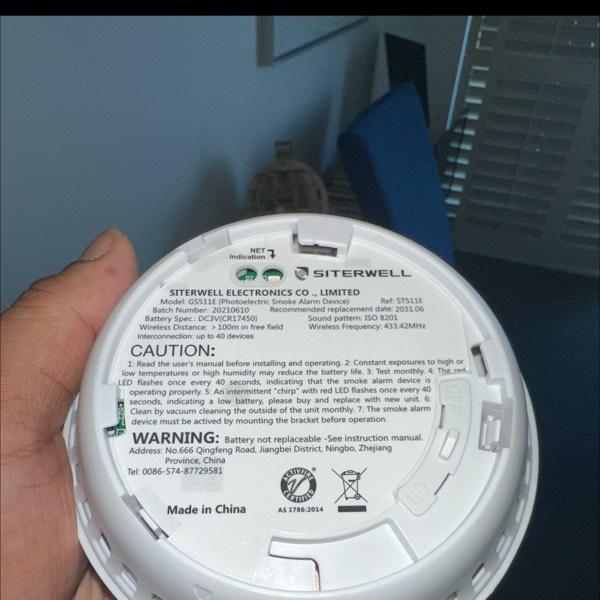 NET
Indication
SITERWELL
SITERWELL ELECTRONICS CO ., LIMITED
Model: GS511E (Photoelectric Smoke Alarm Device) Ref: ST511E
Batch Number: 20210610 Recommended replacement date: 2031.06
Battery Spec.: DC3V(CR17450) Sound pattern: ISO 8201
Wireless Distance: >100m in free field Wireless Frequency: 433.42MHz
Interconnection: up to 40 devices
CAUTION:
1: Read the user's manual before installing and operating. 2: Constant exposures to high or
low temperatures or high humidity may reduce the battery life. 3: Test monthly. 4: The red
LED flashes once every 40 seconds, indicating that the smoke alarm device is
operating properly. 5: An intermittent "chirp" with red LED flashes once every 40
seconds, indicating a low battery, please buy and replace with new unit. 6:
Clean by vacuum cleaning the outside of the unit monthly. 7: The smoke alarm
device must be actived by mounting the bracket before operation.
OFF
WARNING: Battery not replaceable -See instruction manual.
Address: No.666 Qingfeng Road, Jiangbei District, Ningbo, Zhejiang
Province, China
Tel: 0086-574-87729581
ON
ACTIVFIRE
CERTIFIED
Made in China
AS 3786:2014